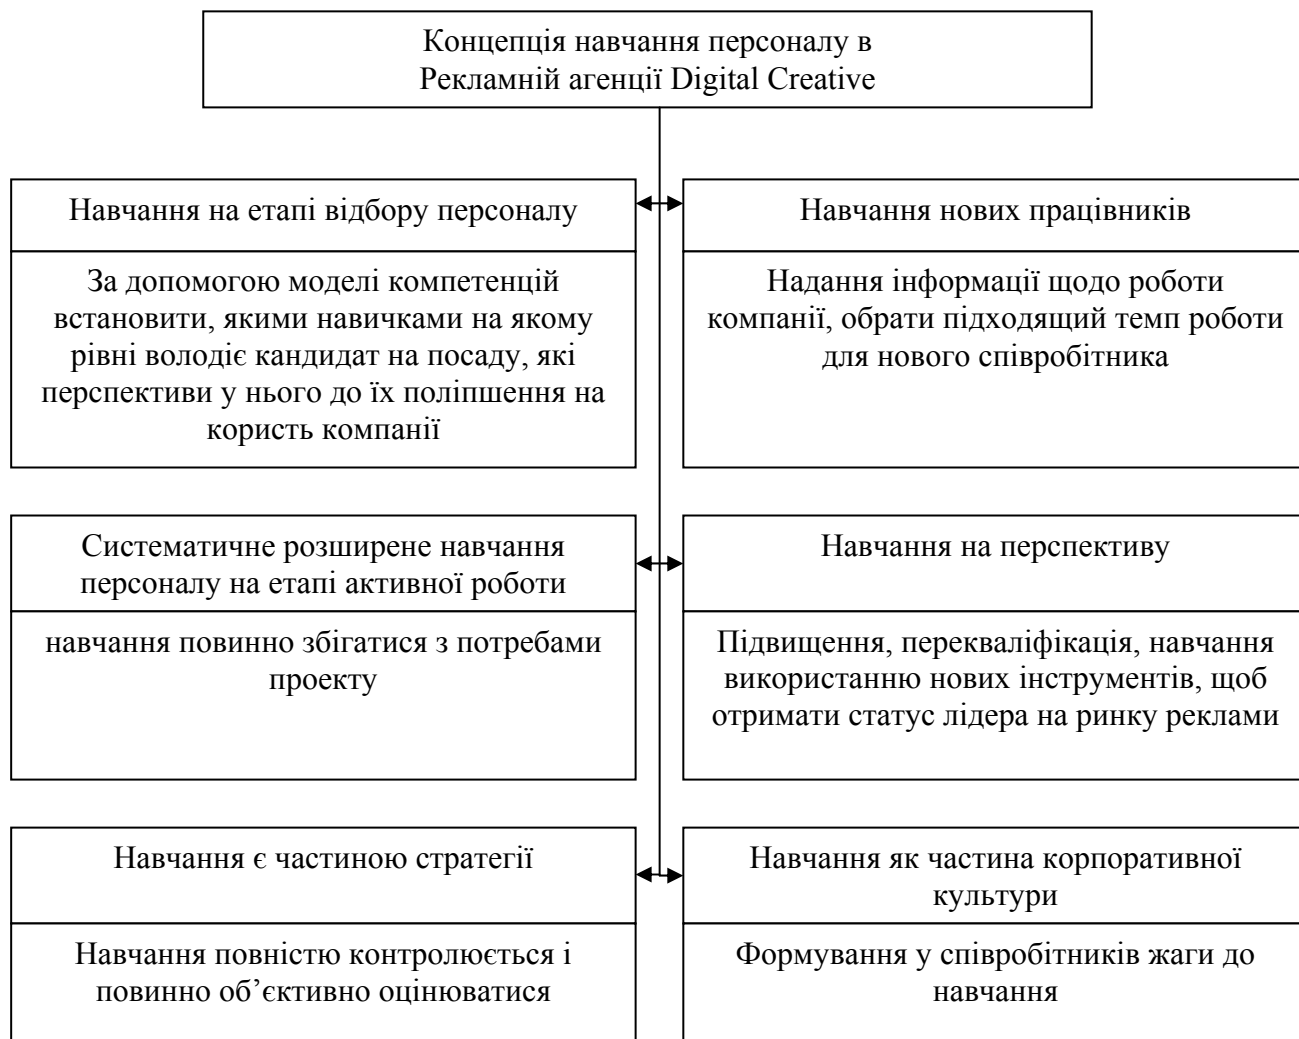 Концепція навчання персоналу в
Рекламній агенції Digital Creative
Навчання на етапі відбору персоналу
За допомогою моделі компетенцій
встановити, якими навичками на якому
рівні володіє кандидат на посаду, які
перспективи у нього до їх поліпшення на
користь компанії
Навчання нових працівників
Надання інформації щодо роботи
компанії, обрати підходящий темп роботи
для нового співробітника
Систематичне розширене навчання
персоналу на етапі активної роботи
навчання повинно збігатися з потребами
проекту
Навчання на перспективу
Підвищення, перекваліфікація, навчання
використанню нових інструментів, щоб
отримати статус лідера на ринку реклами
Навчання є частиною стратегії
Навчання повністю контролюється і
повинно об’єктивно оцінюватися
Навчання як частина корпоративної
культури
Формування у співробітників жаги до
навчання